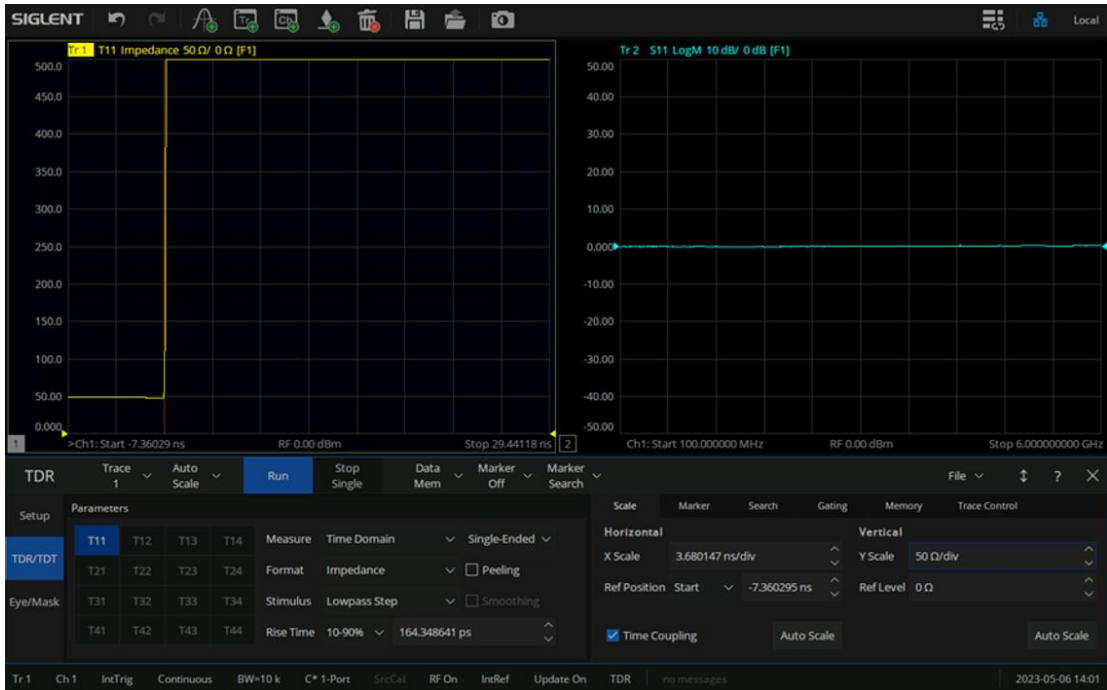 SIGLENT Tr Ch Local
Tr 1 T11 Impedance 50 Ω/ 0 Ω [F1]
500.0
450.0
400.0
350.0
300.0
250.0
200.0
150.0
100.0
50.00
0.000
1 >Ch1: Start -7.36029 ns RF 0.00 dBm Stop 29.44118 ns
Tr 2 S11 LogM 10 dB/ 0 dB [F1]
50.00
40.00
30.00
20.00
10.00
0.000
-10.00
-20.00
-30.00
-40.00
-50.00
2 Ch1: Start 100.000000 MHz RF 0.00 dBm Stop 6.000000000 GHz
TDR Trace 1 Auto Scale Run Stop Single Data Mem Marker Off Marker Search File ? X
Setup
TDR/TDT
Eye/Mask
Parameters
T11 T12 T13 T14 Measure Time Domain Single-Ended
T21 T22 T23 T24 Format Impedance Peeling
T31 T32 T33 T34 Stimulus Lowpass Step Smoothing
T41 T42 T43 T44 Rise Time 10-90% 164.348641 ps
Scale Marker Search Gating Memory Trace Control
Horizontal Vertical
X Scale 3.680147 ns/div Y Scale 50 Ω/div
Ref Position Start -7.360295 ns Ref Level 0 Ω
Time Coupling Auto Scale Auto Scale
Tr 1 Ch 1 IntTrig Continuous BW=10 k C* 1-Port SrcCal RF On IntRef Update On TDR no messages 2023-05-06 14:01